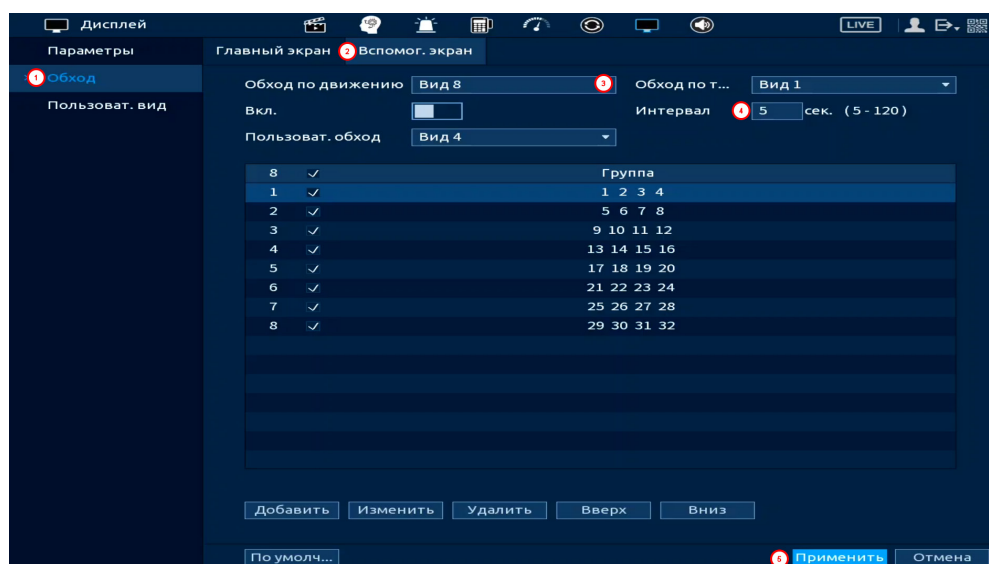 Дисплей LIVE
Параметры Главный экран 2 Вспомог. экран
1 Обход
Обход по движению Вид 8 3 Обход по т... Вид 1
Пользоват. вид Вкл. Интервал 4 5 сек. (5-120)
Пользоват. обход Вид 4
8 Группа
1 1 2 3 4
2 5 6 7 8
3 9 10 11 12
4 13 14 15 16
5 17 18 19 20
6 21 22 23 24
7 25 26 27 28
8 29 30 31 32
Добавить Изменить Удалить Вверх Вниз
По умолч... 5 Применить Отмена